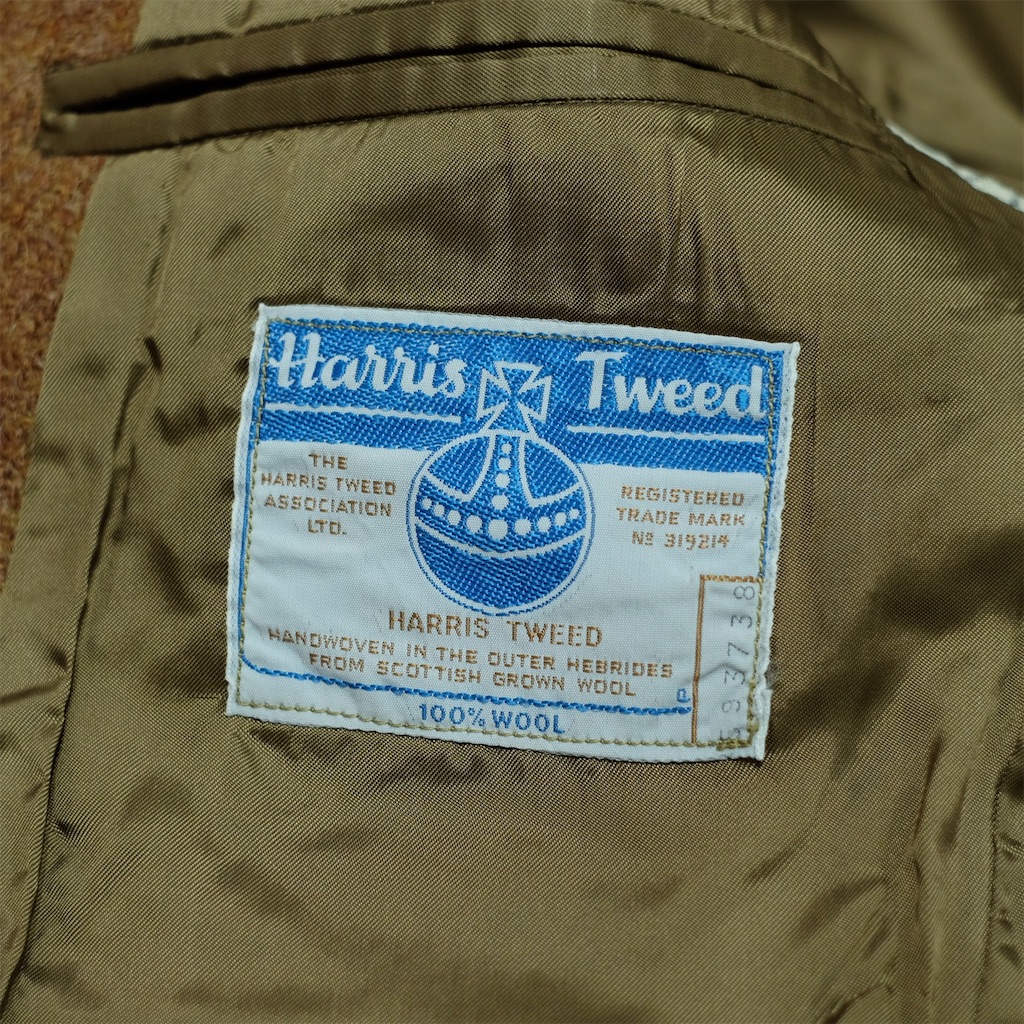 Harris Tweed
THE
HARRIS TWEED
ASSOCIATION
LTD.
REGISTERED
TRADE MARK
Nº 319214
HARRIS TWEED
HANDWOVEN IN THE OUTER HEBRIDES
FROM SCOTTISH GROWN WOOL
P
100% WOOL
593738